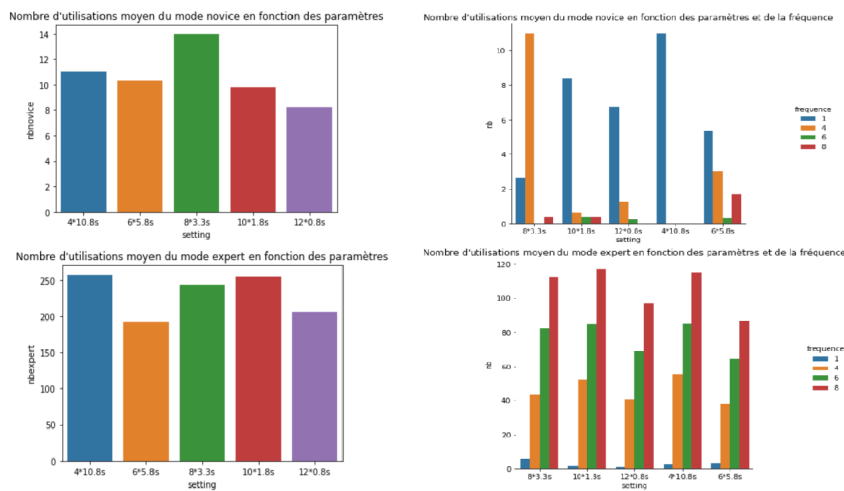 Nombre d'utilisations moyen du mode novice en fonction des paramètres
14
12
10
8
6
4
2
0
nbnovice
4*10.8s 6*5.8s 8*3.3s 10*1.8s 12*0.8s
setting
Nombre d'utilisations moyen du mode novice en fonction des paramètres et de la fréquence
10
8
6
4
2
0
nb
8*3.3s 10*1.8s 12*0.8s 4*10.8s 6*5.8s
setting
frequence
1
4
6
8
Nombre d'utilisations moyen du mode expert en fonction des paramètres
250
200
150
100
50
0
nbexpert
4*10.8s 6*5.8s 8*3.3s 10*1.8s 12*0.8s
setting
Nombre d'utilisations moyen du mode expert en fonction des paramètres et de la fréquence
120
100
80
60
40
20
0
nb
8*3.3s 10*1.8s 12*0.8s 4*10.8s 6*5.8s
setting
frequence
1
4
6
8